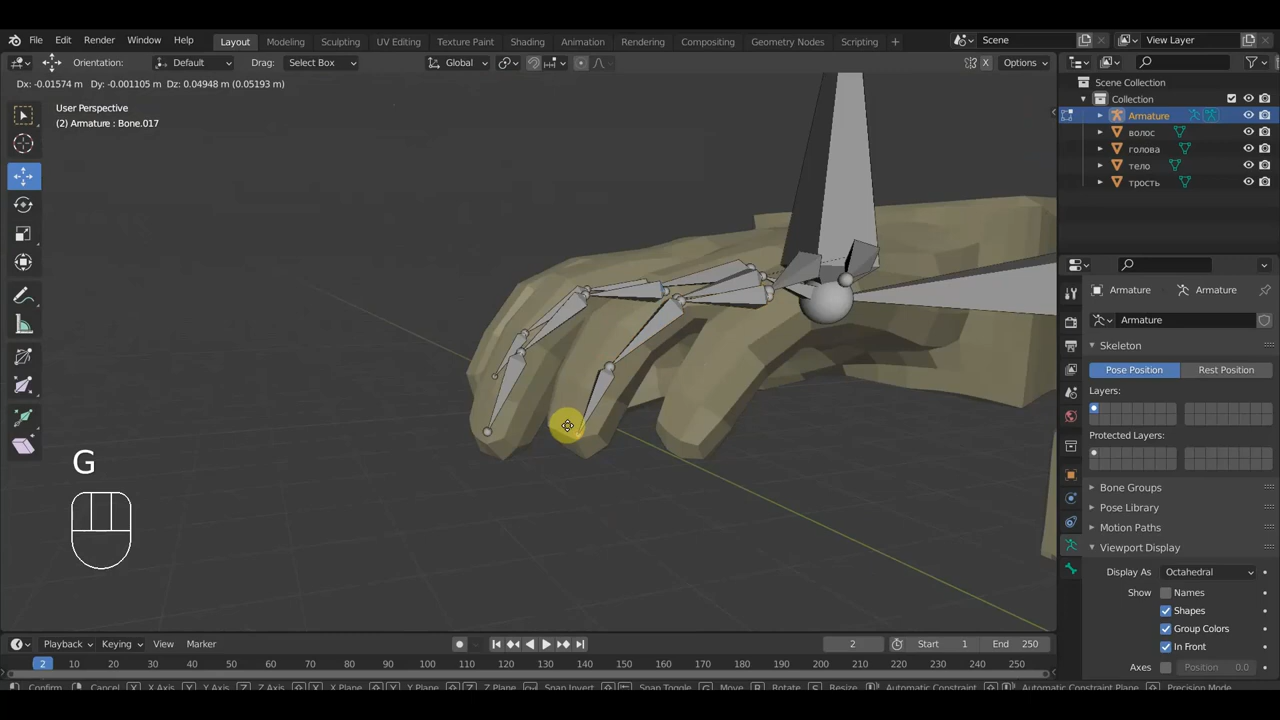 File Edit Render Window Help Layout Modeling Sculpting UV Editing Texture Paint Shading Animation Rendering Compositing Geometry Nodes Scripting + Scene View Layer
Orientation: Default Drag: Select Box Global X Options
Dx: -0.01574 m Dy: -0.001105 m Dz: 0.04948 m (0.05193 m)
User Perspective
(2) Armature : Bone.017
G
Scene Collection
Collection
Armature
волос
голова
тело
трость
Armature Armature
Armature
Skeleton
Pose Position Rest Position
Layers:
Protected Layers:
Bone Groups
Pose Library
Motion Paths
Viewport Display
Display As Octahedral
Show Names
Shapes
Group Colors
In Front
Axes Position 0.0
Playback Keying View Marker 2 Start 1 End 250
2 10 20 30 40 50 60 70 80 90 100 110 120 130 140 150 160 170 180 190 200 210 220 230 240 250
Confirm Cancel X Axis Y Axis Z Axis X Plane Y Plane Z Plane Snap Invert Snap Toggle Move Rotate Resize Automatic Constraint Automatic Constraint Plane Precision Mode